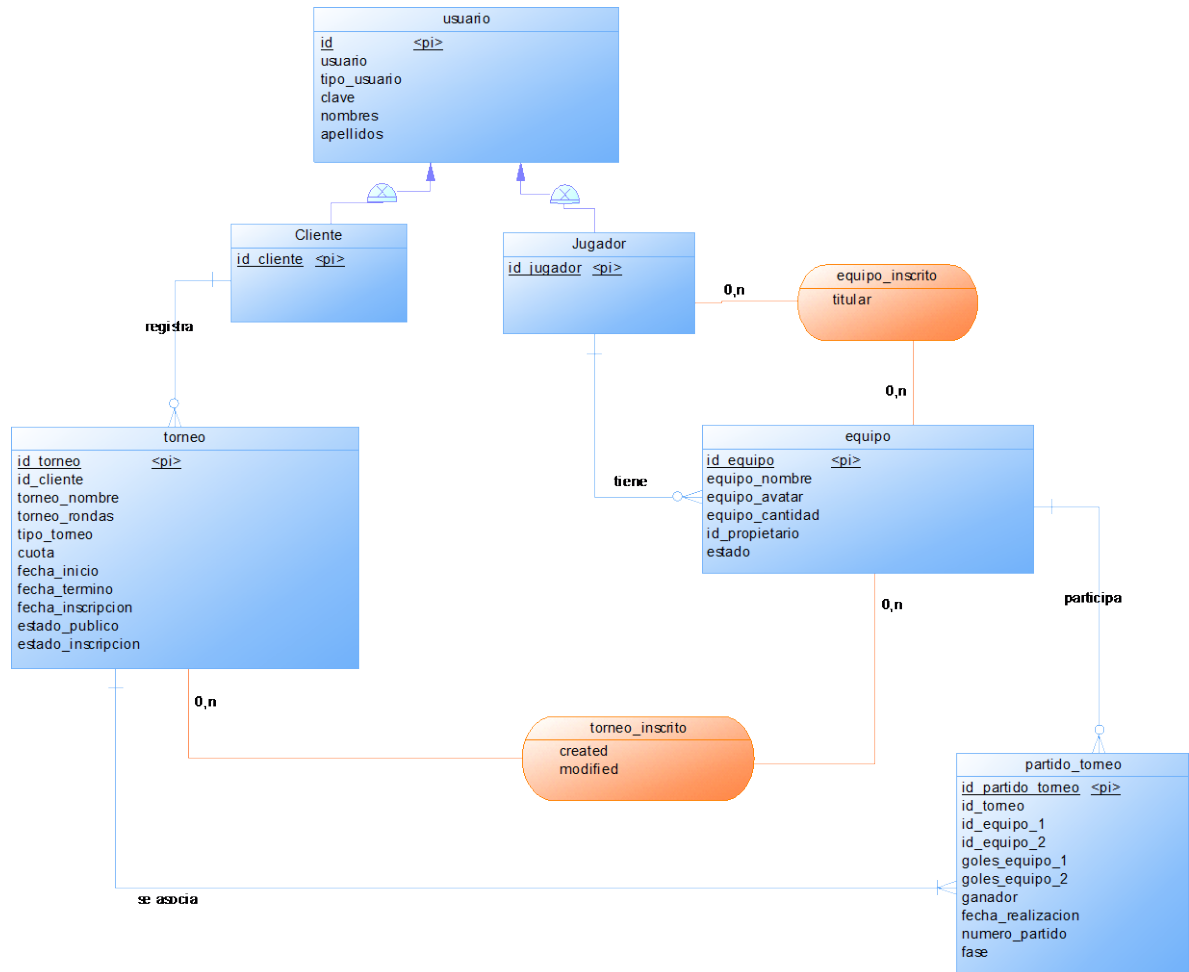 usuario
id <pi>
usuario
tipo_usuario
clave
nombres
apellidos
Cliente
id_cliente <pi>
Jugador
id_jugador <pi>
equipo_inscrito
titular
0,n
0,n
registra
torneo
id_torneo <pi>
id_cliente
torneo_nombre
torneo_rondas
tipo_torneo
cuota
fecha_inicio
fecha_termino
fecha_inscripcion
estado_publico
estado_inscripcion
tiene
equipo
id_equipo <pi>
equipo_nombre
equipo_avatar
equipo_cantidad
id_propietario
estado
participa
0,n
0,n
torneo_inscrito
created
modified
se asocia
partido_torneo
id_partido_torneo <pi>
id_torneo
id_equipo_1
id_equipo_2
goles_equipo_1
goles_equipo_2
ganador
fecha_realizacion
numero_partido
fase